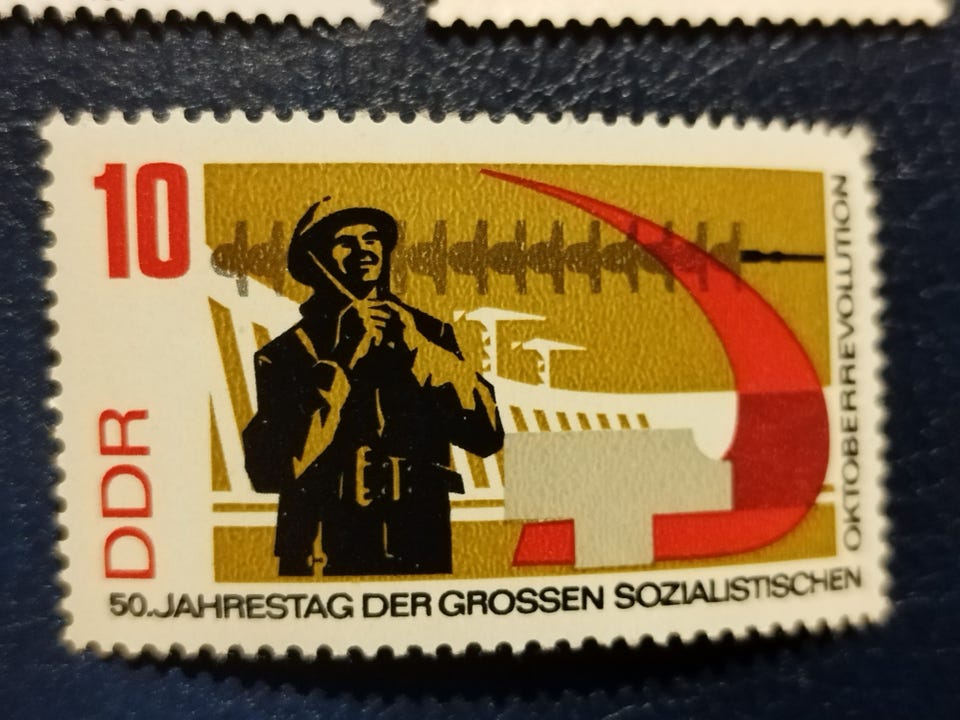 10
DDR
50. JAHRESTAG DER GROSSEN SOZIALISTISCHEN
OKTOBERREVOLUTION